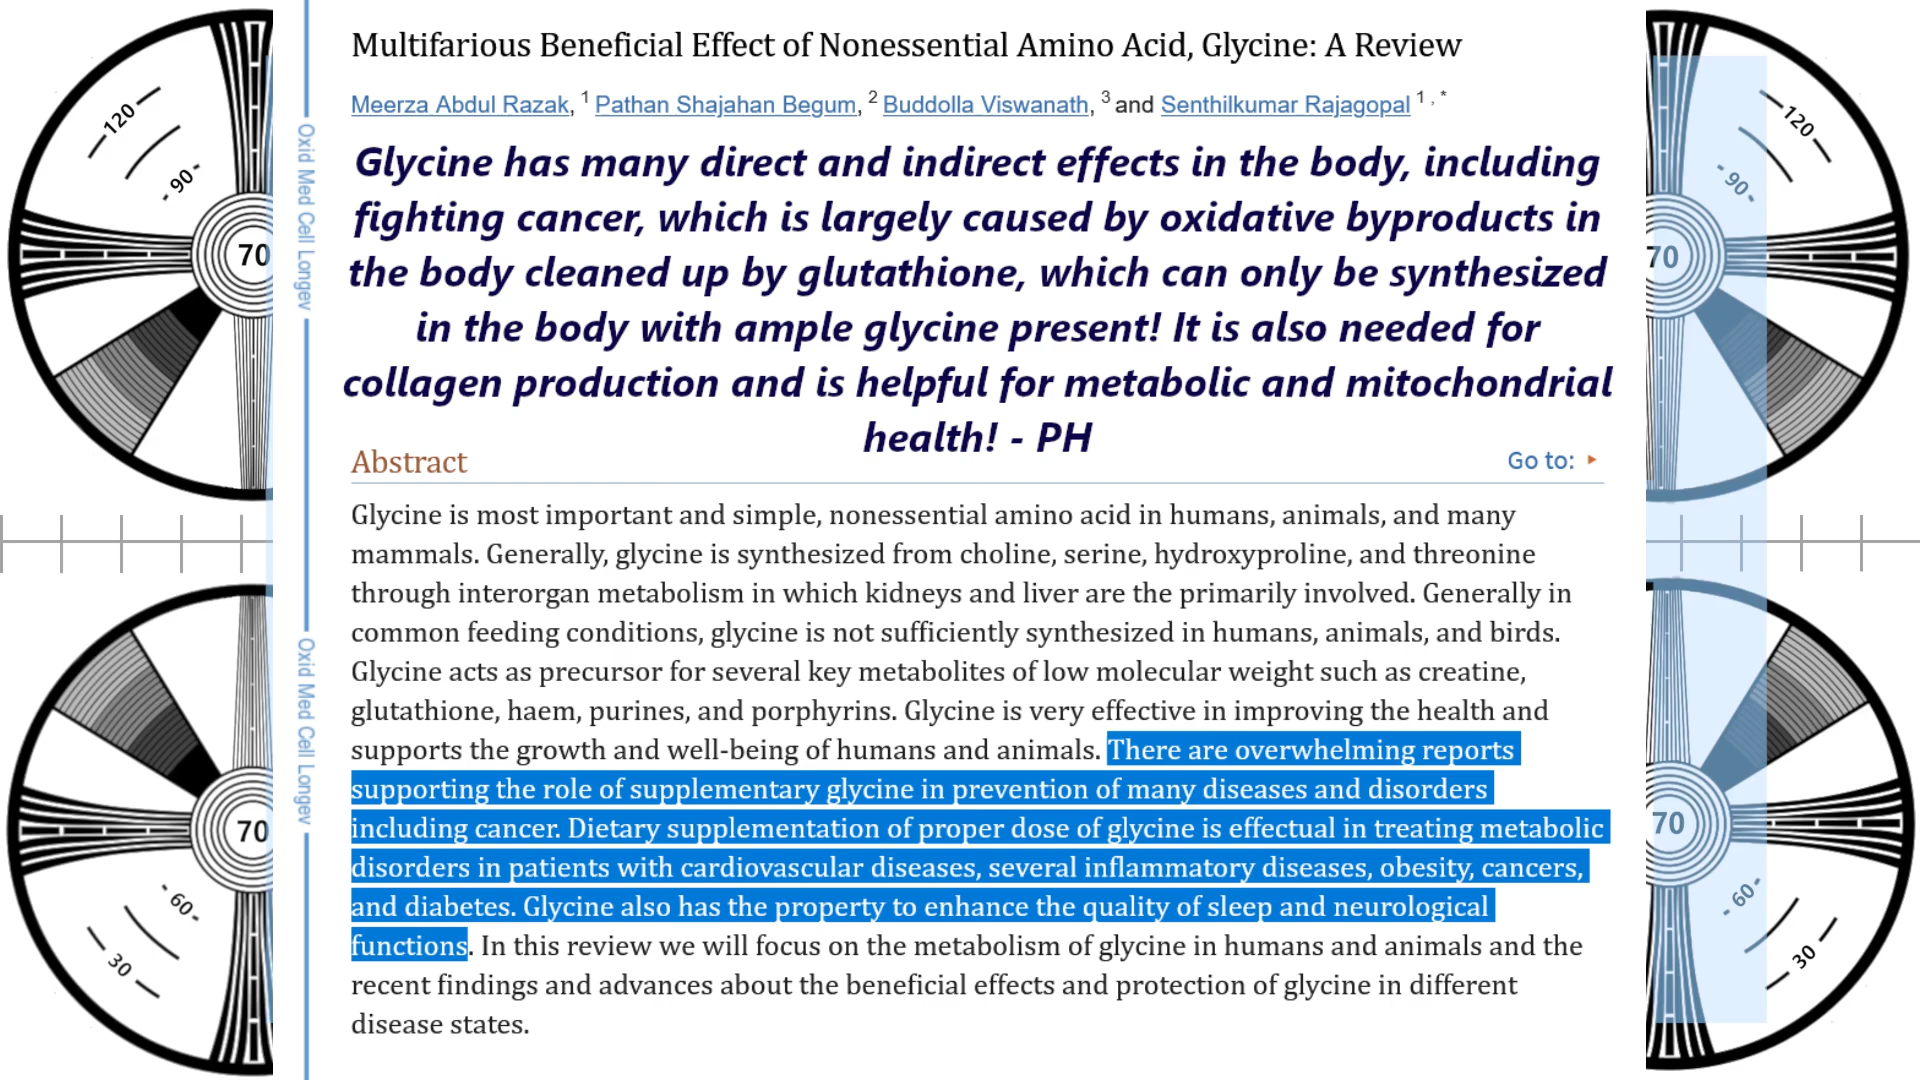 Multifarious Beneficial Effect of Nonessential Amino Acid, Glycine: A Review
Meerza Abdul Razak, 1 Pathan Shajahan Begum, 2 Buddolla Viswanath, 3 and Senthilkumar Rajagopal 1 , *
Glycine has many direct and indirect effects in the body, including
fighting cancer, which is largely caused by oxidative byproducts in
the body cleaned up by glutathione, which can only be synthesized
in the body with ample glycine present! It is also needed for
collagen production and is helpful for metabolic and mitochondrial
health! - PH
Abstract
Go to: ▸
Glycine is most important and simple, nonessential amino acid in humans, animals, and many
mammals. Generally, glycine is synthesized from choline, serine, hydroxyproline, and threonine
through interorgan metabolism in which kidneys and liver are the primarily involved. Generally in
common feeding conditions, glycine is not sufficiently synthesized in humans, animals, and birds.
Glycine acts as precursor for several key metabolites of low molecular weight such as creatine,
glutathione, haem, purines, and porphyrins. Glycine is very effective in improving the health and
supports the growth and well-being of humans and animals. There are overwhelming reports
supporting the role of supplementary glycine in prevention of many diseases and disorders
including cancer. Dietary supplementation of proper dose of glycine is effectual in treating metabolic
disorders in patients with cardiovascular diseases, several inflammatory diseases, obesity, cancers,
and diabetes. Glycine also has the property to enhance the quality of sleep and neurological
functions. In this review we will focus on the metabolism of glycine in humans and animals and the
recent findings and advances about the beneficial effects and protection of glycine in different
disease states.
Oxid Med Cell Longev
Oxid Med Cell Longev
120
- 90 -
70
70
- 60 -
30
120
- 90 -
70
70
- 60 -
30